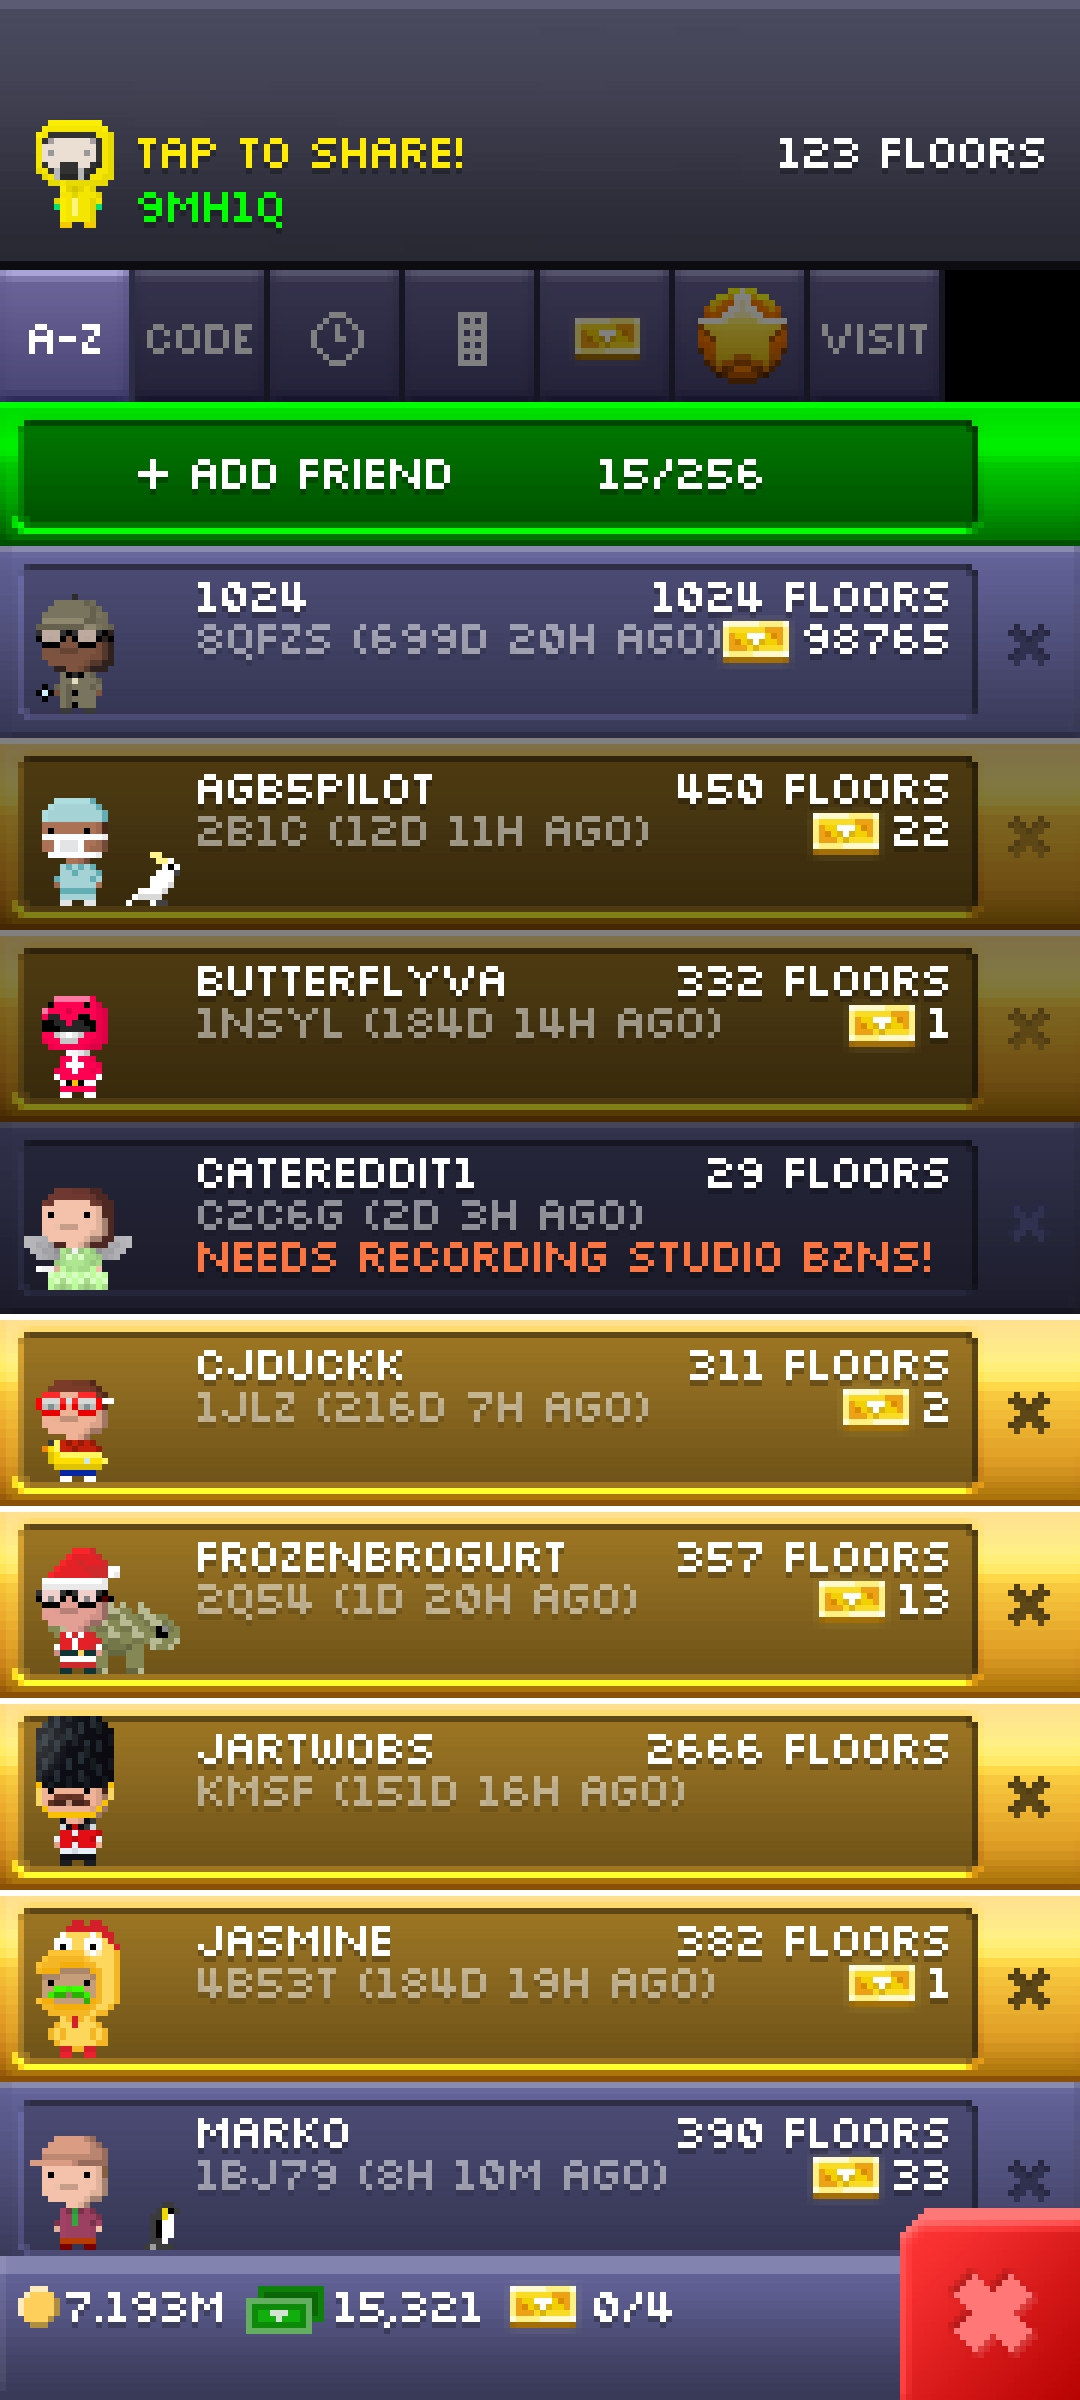 TAP TO SHARE!
123 FLOORS
9MH1Q
A-Z
CODE
VISIT
+ ADD FRIEND 15/256
1024
1024 FLOORS
8QFZS (699D 20H AGO)
98765
AGB5PILOT
450 FLOORS
2B1C (12D 11H AGO)
22
BUTTERFLYVA
332 FLOORS
1NSYL (184D 14H AGO)
1
CATEREDDIT1
29 FLOORS
C2C6G (2D 3H AGO)
NEEDS RECORDING STUDIO BZNS!
CJDUCKK
311 FLOORS
1JLZ (216D 7H AGO)
2
FROZENBROGURT
357 FLOORS
2Q54 (1D 20H AGO)
13
JARTWOBS
2666 FLOORS
KMSF (151D 16H AGO)
JASMINE
382 FLOORS
4B53T (184D 19H AGO)
1
MARKO
390 FLOORS
1BJ79 (8H 10M AGO)
33
7.193M
15,321
0/4